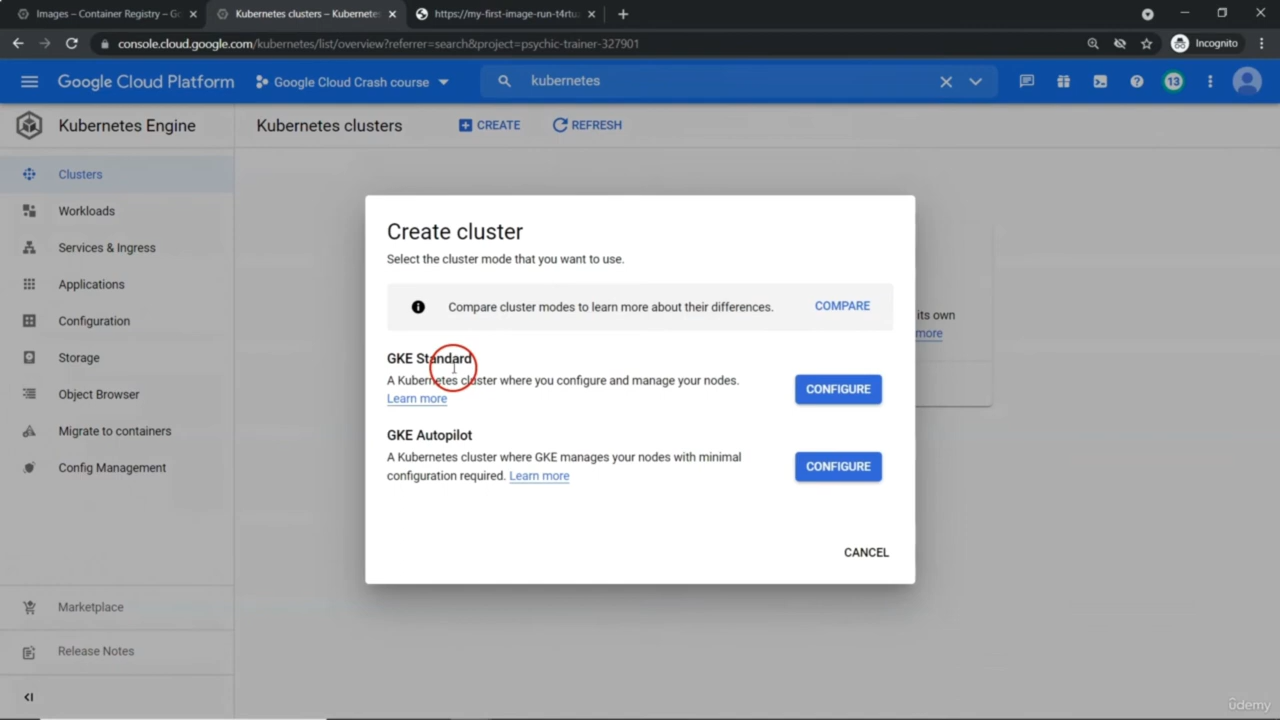 Images – Container Registry – Go
Kubernetes clusters – Kubernetes
https://my-first-image-run-t4rtu
console.cloud.google.com/kubernetes/list/overview?referrer=search&project=psychic-trainer-327901
Incognito
Google Cloud Platform
Google Cloud Crash course
kubernetes
13
Kubernetes Engine
Kubernetes clusters
CREATE
REFRESH
Clusters
Workloads
Services & Ingress
Applications
Configuration
Storage
Object Browser
Migrate to containers
Config Management
Marketplace
Release Notes
Create cluster
Select the cluster mode that you want to use.
Compare cluster modes to learn more about their differences.
COMPARE
GKE Standard
A Kubernetes cluster where you configure and manage your nodes.
Learn more
CONFIGURE
GKE Autopilot
A Kubernetes cluster where GKE manages your nodes with minimal
configuration required. Learn more
CONFIGURE
CANCEL
its own
more
udemy